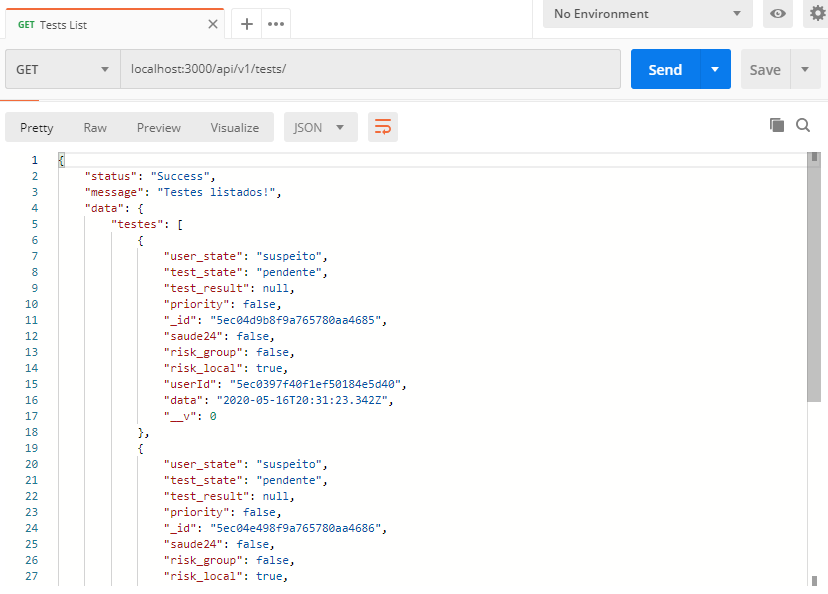 GET Tests List
No Environment
GET localhost:3000/api/v1/tests/ Send Save
Pretty Raw Preview Visualize JSON
1 {
2 "status": "Success",
3 "message": "Testes listados!",
4 "data": {
5 "testes": [
6 {
7 "user_state": "suspeito",
8 "test_state": "pendente",
9 "test_result": null,
10 "priority": false,
11 "_id": "5ec04d9b8f9a765780aa4685",
12 "saude24": false,
13 "risk_group": false,
14 "risk_local": true,
15 "userId": "5ec0397f40f1ef50184e5d40",
16 "data": "2020-05-16T20:31:23.342Z",
17 "__v": 0
18 },
19 {
20 "user_state": "suspeito",
21 "test_state": "pendente",
22 "test_result": null,
23 "priority": false,
24 "_id": "5ec04e498f9a765780aa4686",
25 "saude24": false,
26 "risk_group": false,
27 "risk_local": true,